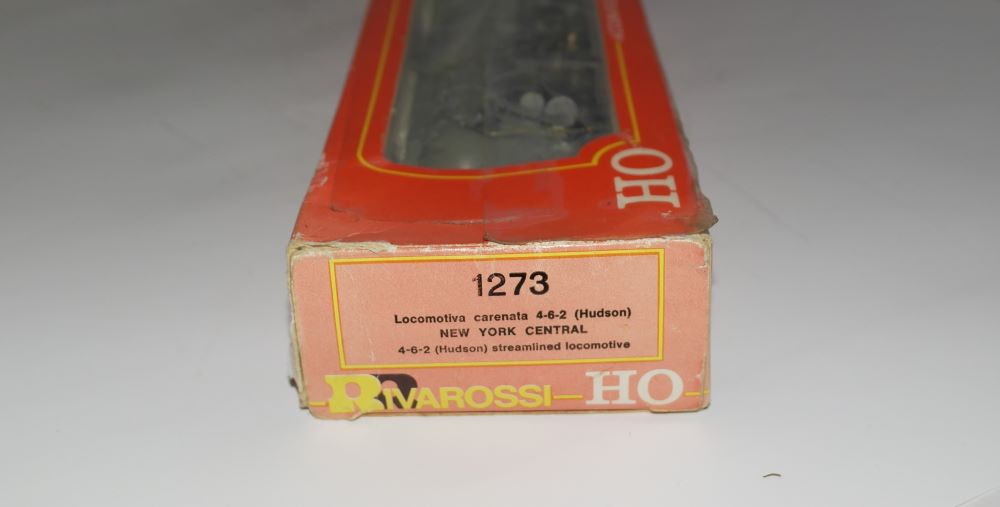 HO
1273
Locomotiva carenata 4-6-2 (Hudson)
NEW YORK CENTRAL
4-6-2 (Hudson) streamlined locomotive
RIVAROSSI HO